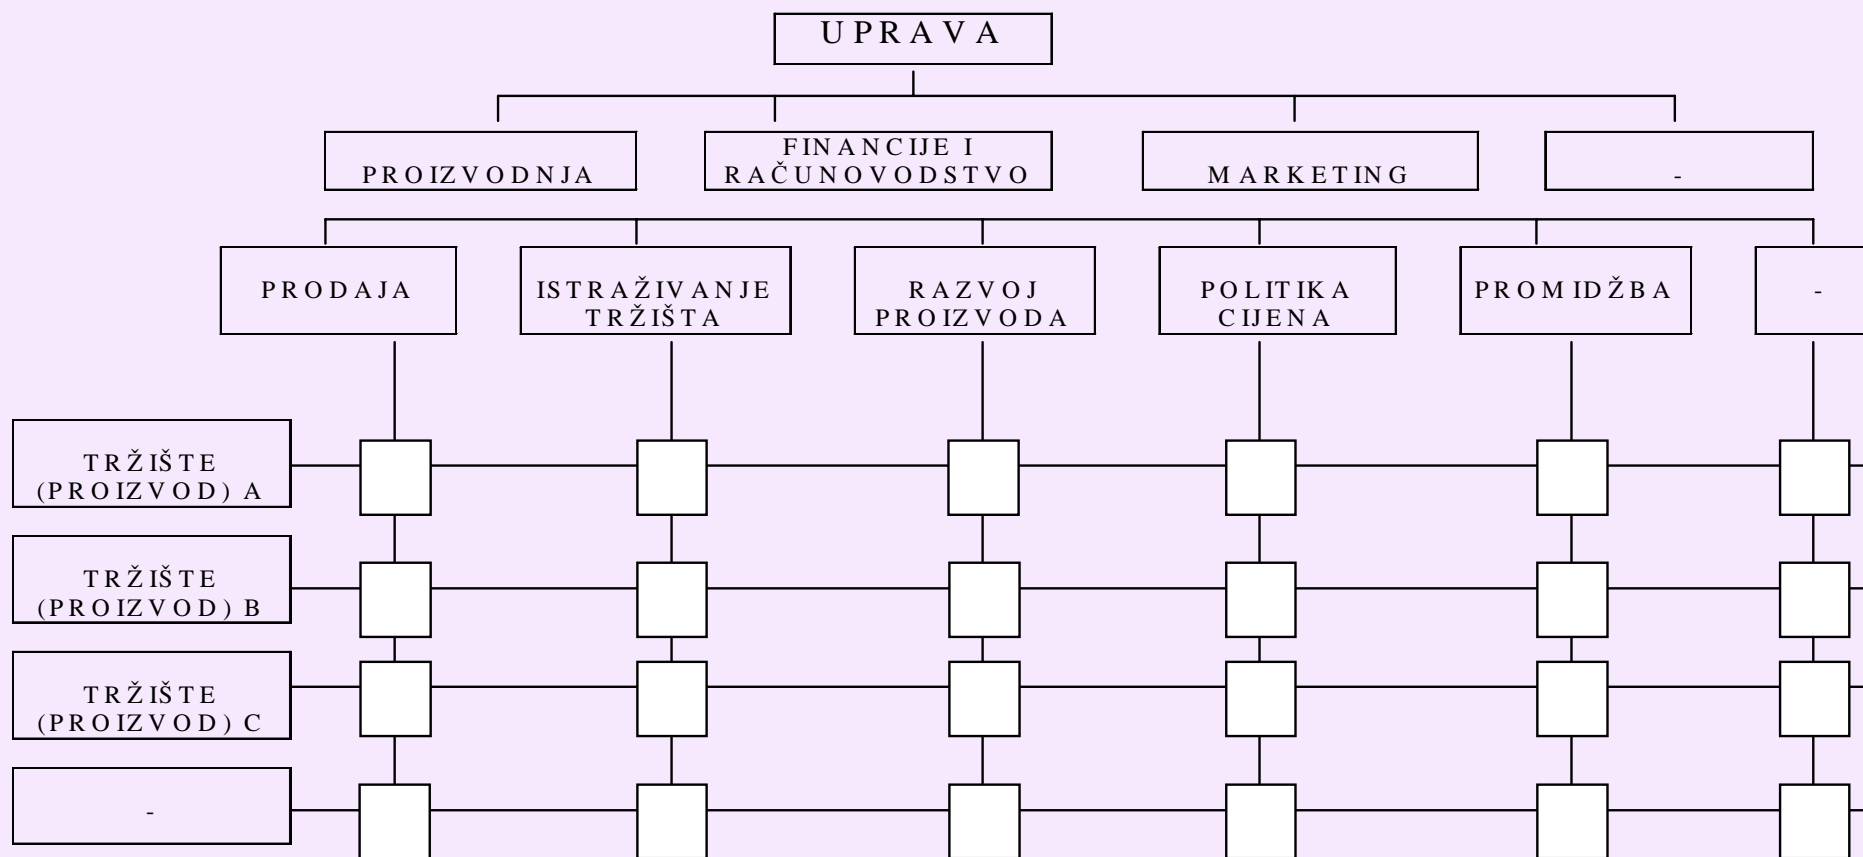 UPRAVA
PROIZVODNJA
FINANCIJE I
RAČUNOVODSTVO
MARKETING
-
PRODAJA
ISTRAŽIVANJE
TRŽIŠTA
RAZVOJ
PROIZVODA
POLITIKA
CIJENA
PROMIDŽBA
-
TRŽIŠTE
(PROIZVOD) A
TRŽIŠTE
(PROIZVOD) B
TRŽIŠTE
(PROIZVOD) C
-